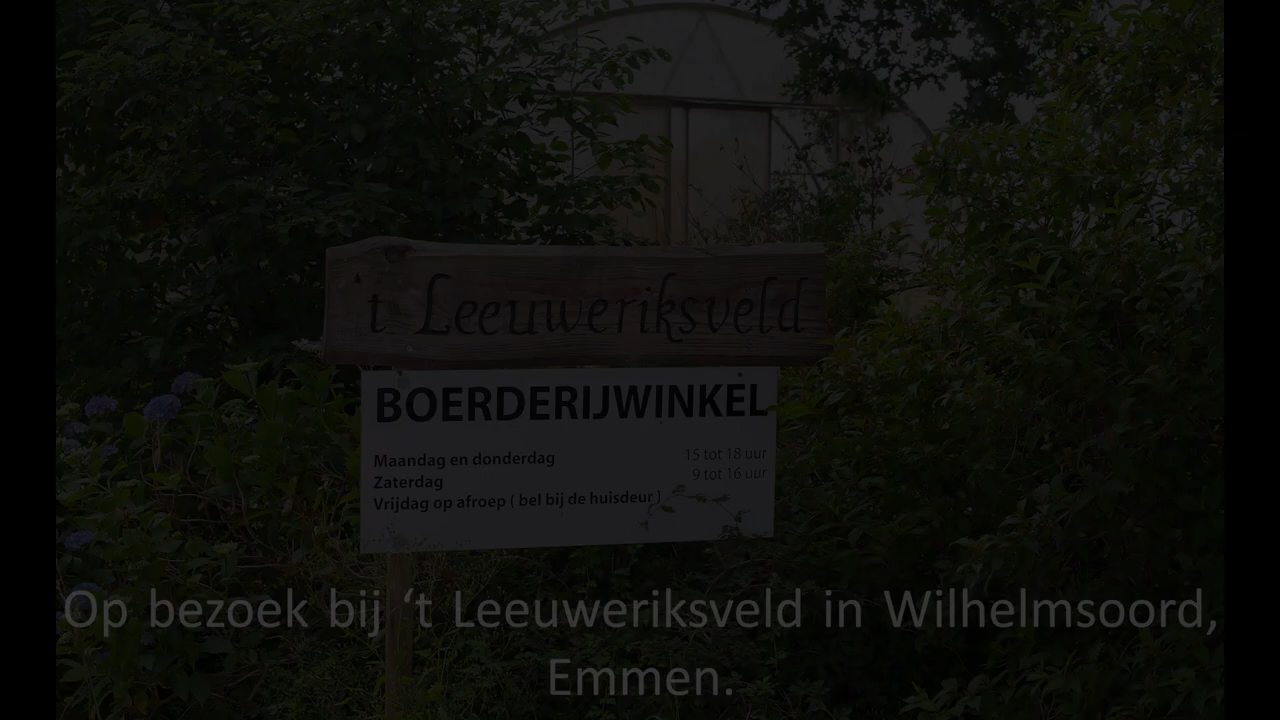 't Leeuweriksveld
BOERDERIJWINKEL
Maandag en donderdag 15 tot 18 uur
Zaterdag 9 tot 16 uur
Vrijdag op afroep ( bel bij de huisdeur )
Op bezoek bij ‘t Leeuweriksveld in Wilhelmsoord,
Emmen.